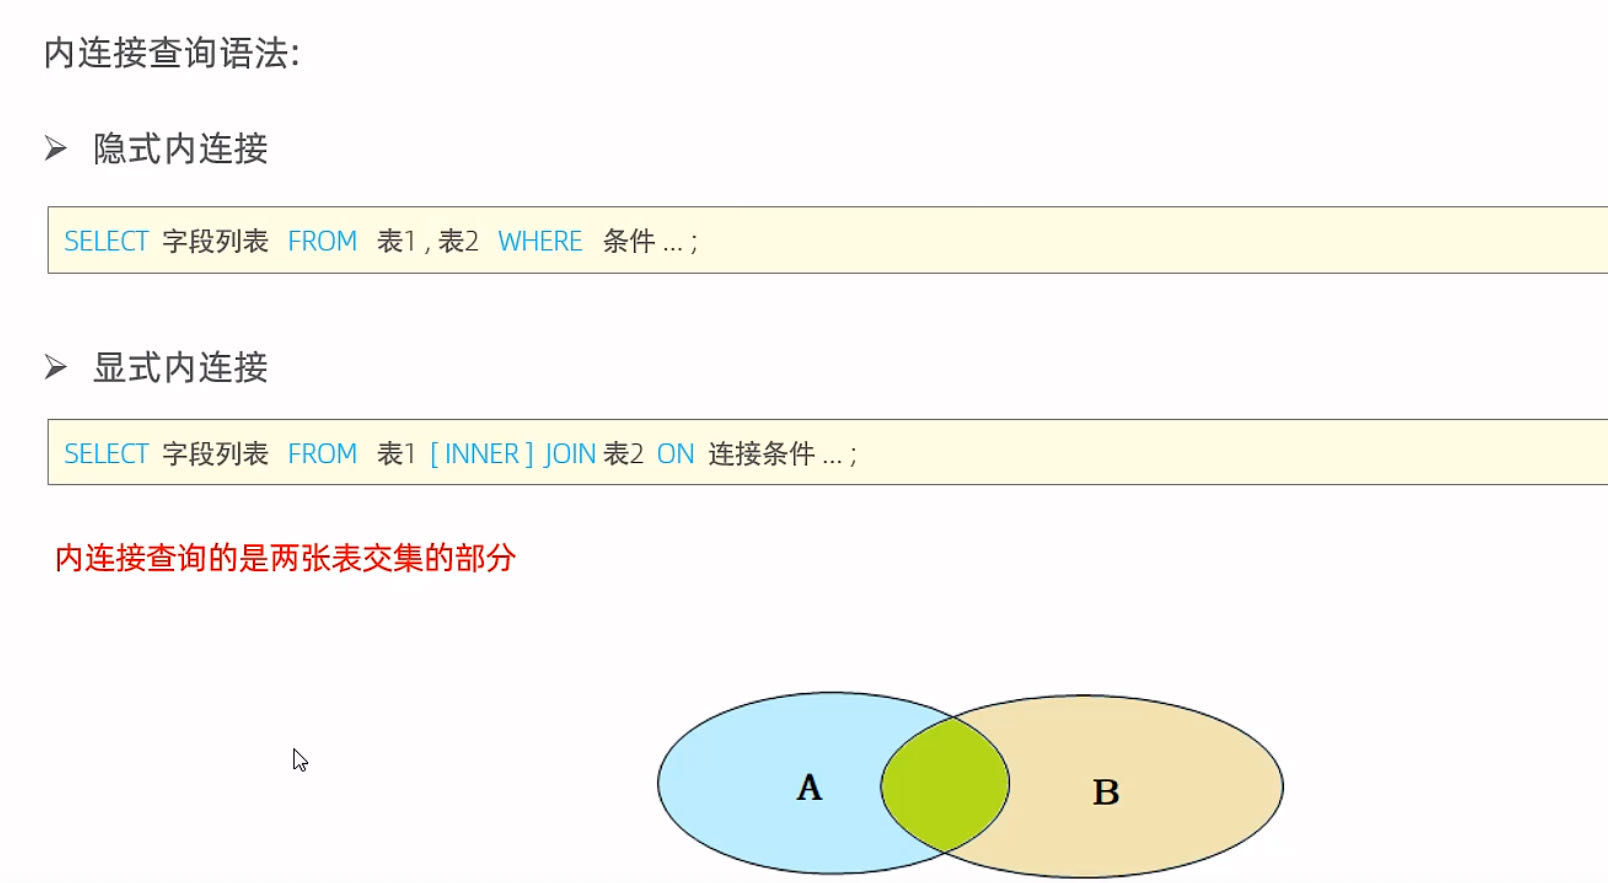 内连接查询语法:
➢ 隐式内连接
SELECT 字段列表 FROM 表1 , 表2 WHERE 条件 ... ;
➢ 显式内连接
SELECT 字段列表 FROM 表1 [ INNER ] JOIN 表2 ON 连接条件 ... ;
内连接查询的是两张表交集的部分
A B